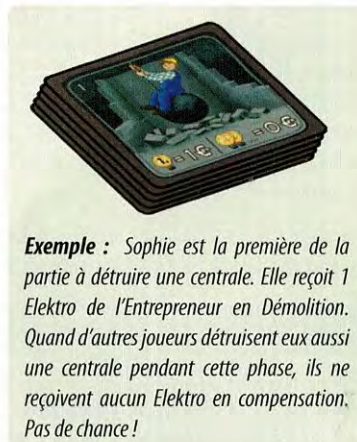 1
1. = 1€ = 0€
Exemple : Sophie est la première de la
partie à détruire une centrale. Elle reçoit 1
Elektro de l'Entrepreneur en Démolition.
Quand d'autres joueurs détruisent eux aussi
une centrale pendant cette phase, ils ne
reçoivent aucun Elektro en compensation.
Pas de chance !